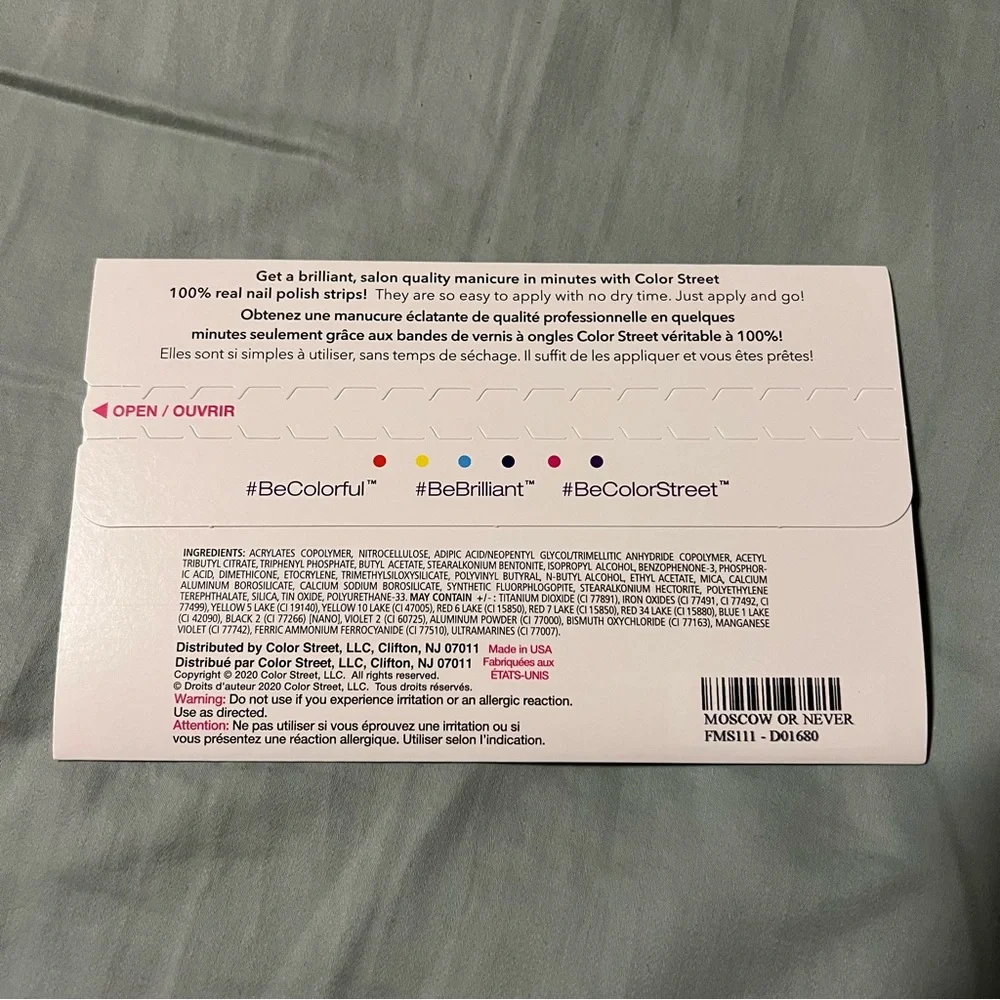 Get a brilliant, salon quality manicure in minutes with Color Street
100% real nail polish strips! They are so easy to apply with no dry time. Just apply and go!
Obtenez une manucure éclatante de qualité professionnelle en quelques
minutes seulement grâce aux bandes de vernis à ongles Color Street véritable à 100%!
Elles sont si simples à utiliser, sans temps de séchage. Il suffit de les appliquer et vous êtes prêtes!
OPEN / OUVRIR
#BeColorful™ #BeBrilliant™ #BeColorStreet™
INGREDIENTS: ACRYLATES COPOLYMER, NITROCELLULOSE, ADIPIC ACID/NEOPENTYL GLYCOL/TRIMELLITIC ANHYDRIDE COPOLYMER, ACETYL
TRIBUTYL CITRATE, TRIPHENYL PHOSPHATE, BUTYL ACETATE, STEARALKONIUM BENTONITE, ISOPROPYL ALCOHOL, BENZOPHENONE-3, PHOSPHOR-
IC ACID, DIMETHICONE, ETOCRYLENE, TRIMETHYLSILOXYSILICATE, POLYVINYL BUTYRAL, N-BUTYL ALCOHOL, ETHYL ACETATE, MICA, CALCIUM
ALUMINUM BOROSILICATE, CALCIUM SODIUM BOROSILICATE, SYNTHETIC FLUORPHLOGOPITE, STEARALKONIUM HECTORITE, POLYETHYLENE
TEREPHTHALATE, SILICA, TIN OXIDE, POLYURETHANE-33. MAY CONTAIN +/- : TITANIUM DIOXIDE (CI 77891), IRON OXIDES (CI 77491, CI 77492, CI
77499), YELLOW 5 LAKE (CI 19140), YELLOW 10 LAKE (CI 47005), RED 6 LAKE (CI 15850), RED 7 LAKE (CI 15850), RED 34 LAKE (CI 15880), BLUE 1 LAKE
(CI 42090), BLACK 2 (CI 77266) [NANO], VIOLET 2 (CI 60725), ALUMINUM POWDER (CI 77000), BISMUTH OXYCHLORIDE (CI 77163), MANGANESE
VIOLET (CI 77742), FERRIC AMMONIUM FERROCYANIDE (CI 77510), ULTRAMARINES (CI 77007).
Distributed by Color Street, LLC, Clifton, NJ 07011 Made in USA
Distribué par Color Street, LLC, Clifton, NJ 07011 Fabriquées aux
Copyright © 2020 Color Street, LLC. All rights reserved. ÉTATS-UNIS
© Droits d'auteur 2020 Color Street, LLC. Tous droits réservés.
Warning: Do not use if you experience irritation or an allergic reaction.
Use as directed.
Attention: Ne pas utiliser si vous éprouvez une irritation ou si
vous présentez une réaction allergique. Utiliser selon l'indication.
MOSCOW OR NEVER
FMS111 - D01680